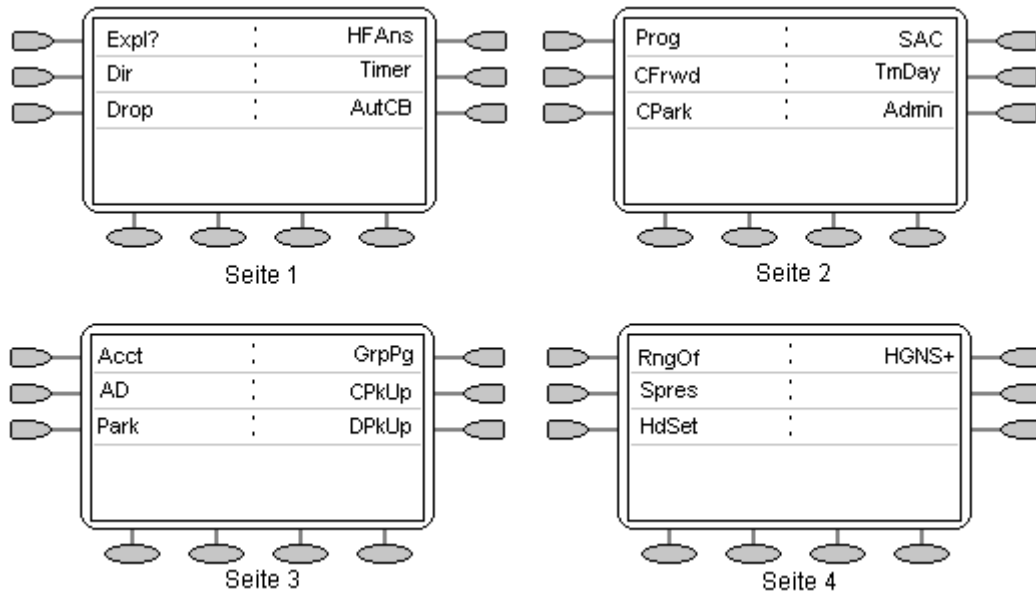 Expl? HFAns
Dir Timer
Drop AutCB
Seite 1
Prog SAC
CFrwd TmDay
CPark Admin
Seite 2
Acct GrpPg
AD CPkUp
Park DPkUp
Seite 3
RngOf HGNS+
Spres
HdSet
Seite 4